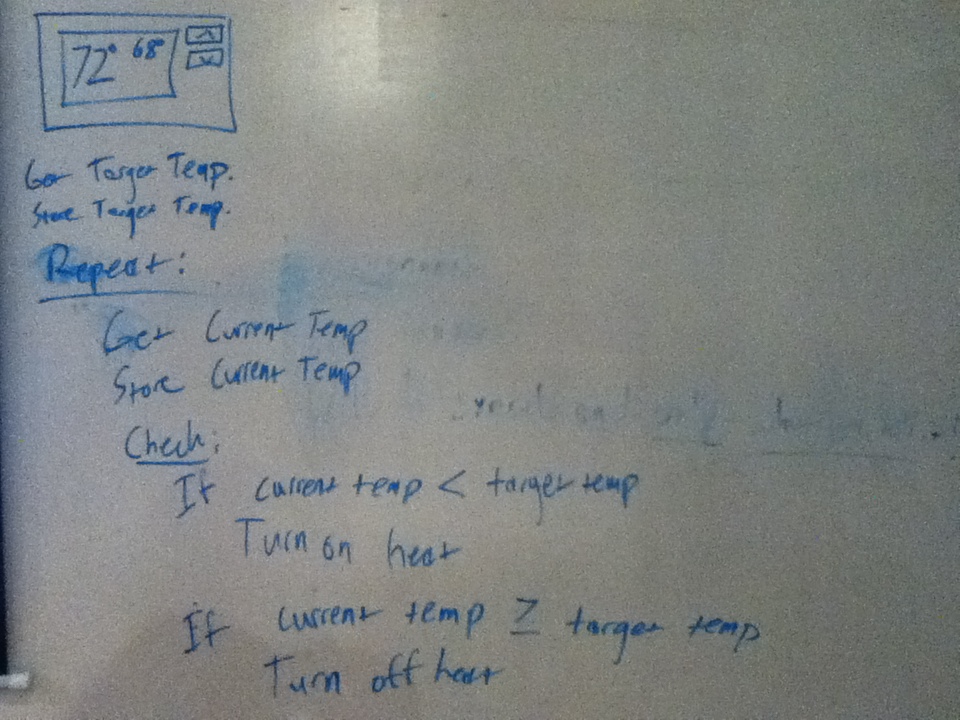 72° 68°
Get Target Temp.
Store Target Temp.
Repeat:
Get Current Temp
Store Current Temp
Check:
If current temp < target temp
Turn on heat
If current temp ≥ target temp
Turn off heat